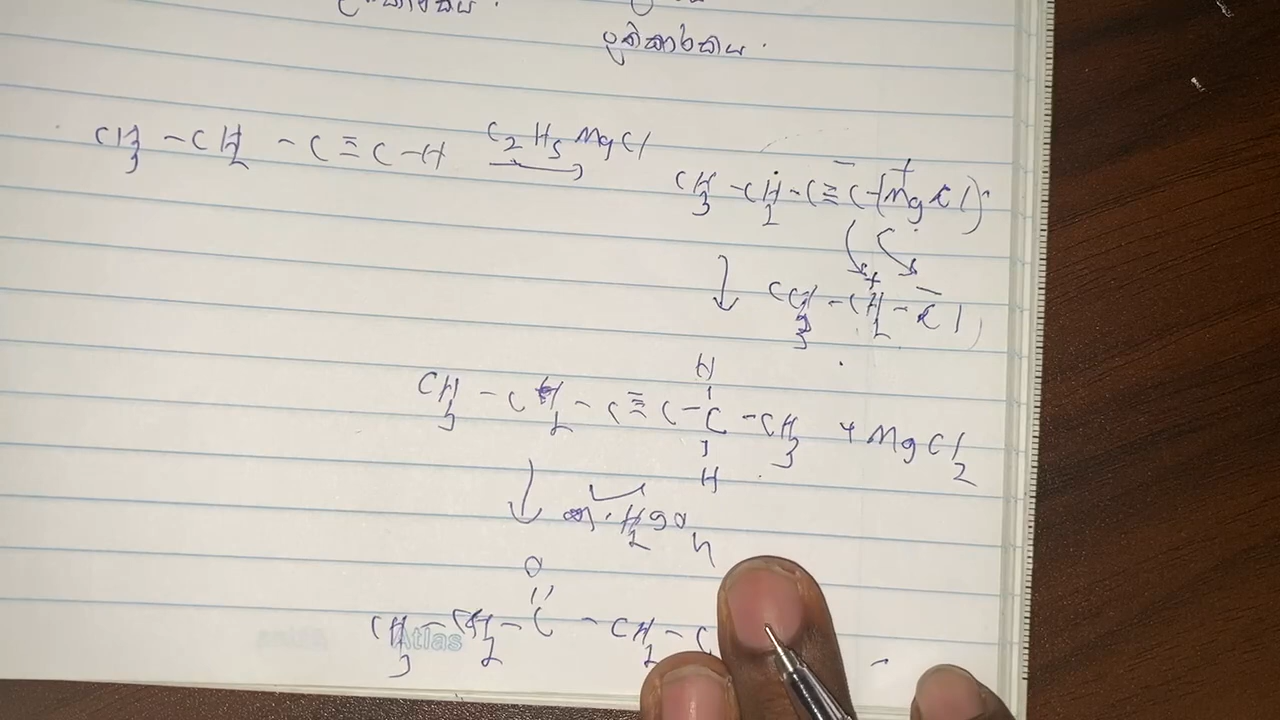 ප්‍රතිකාරකය.
CH₃ – CH₂ – C ≡ C – H C₂H₅MgCl →
CH₃ – CH₂ – C ≡ C⁻ – (MgCl)⁺
↓ CH₃ – CH₂⁺ – Cl⁻
H
CH₃ – CH₂ – C ≡ C – C – CH₃ + MgCl₂
H
↓ H₂SO₄
O
CH₃ – CH₂ – C – CH₂ – C
Atlas